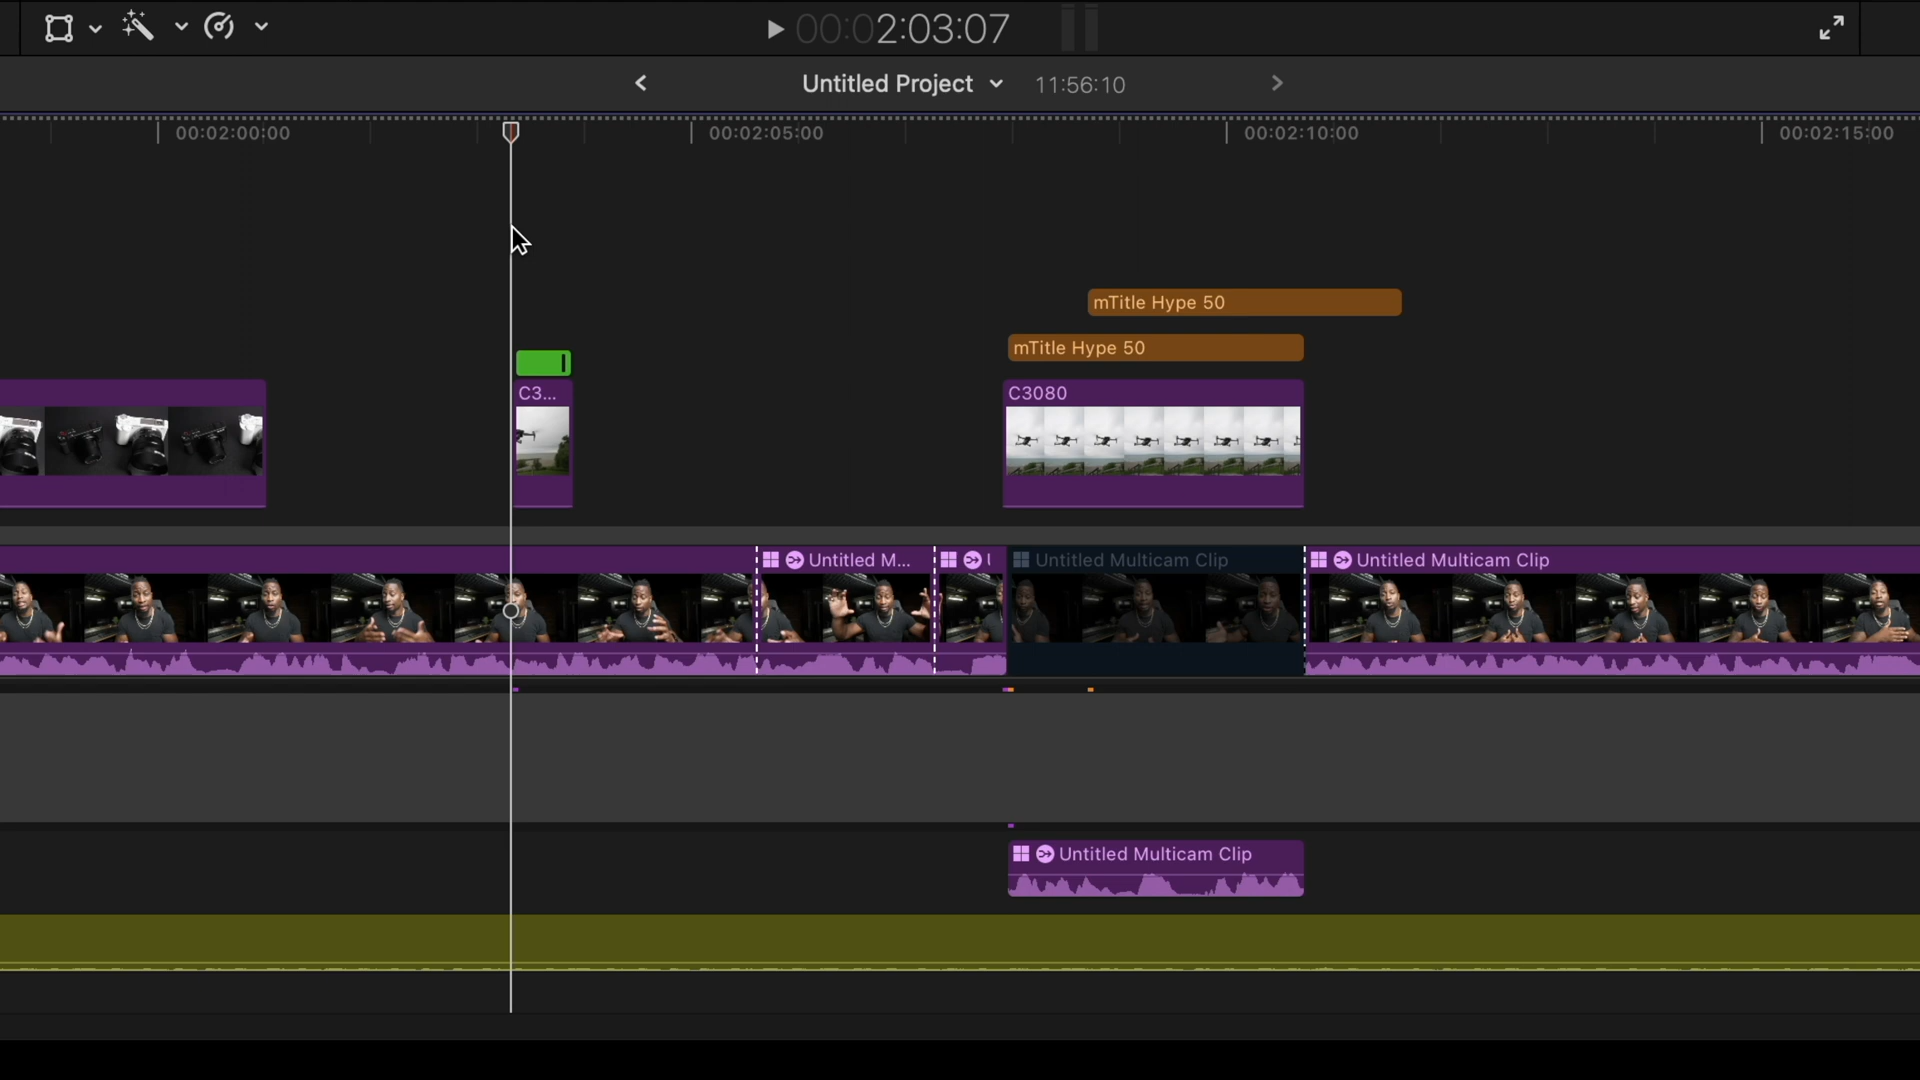 00:02:03:07
Untitled Project 11:56:10
00:02:00:00 00:02:05:00 00:02:10:00 00:02:15:00
mTitle Hype 50
mTitle Hype 50
C3... C3080
Untitled M... U Untitled Multicam Clip Untitled Multicam Clip
Untitled Multicam Clip